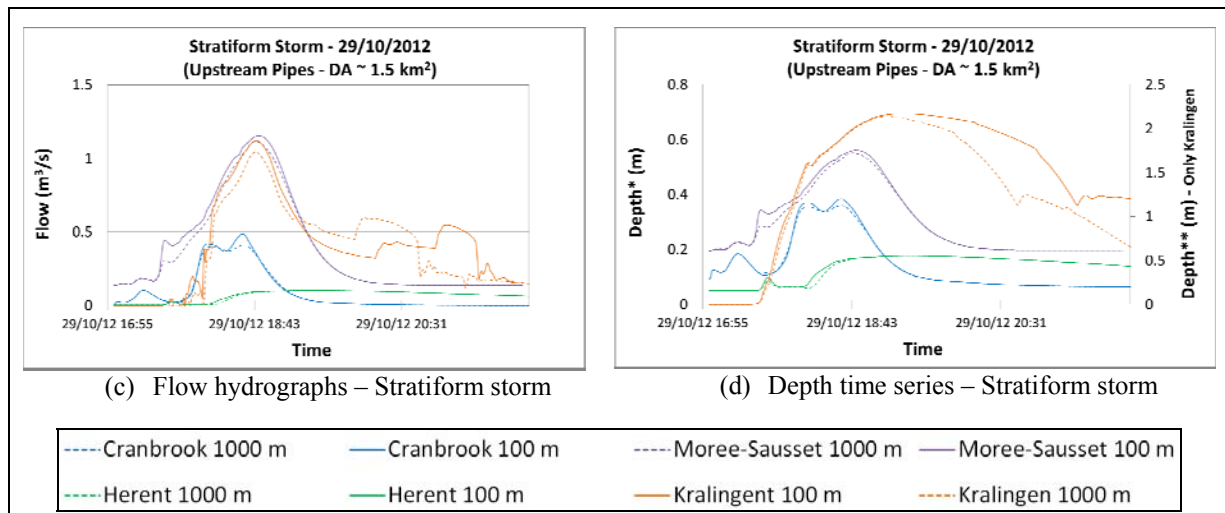 Stratiform Storm - 29/10/2012
(Upstream Pipes - DA ~ 1.5 km²)
1.5
1
0.5
0
Flow (m³/s)
29/10/12 16:55
29/10/12 18:43
29/10/12 20:31
Time
(c) Flow hydrographs – Stratiform storm
Stratiform Storm - 29/10/2012
(Upstream Pipes - DA ~ 1.5 km²)
0.8
0.6
0.4
0.2
0
Depth* (m)
2.5
2
1.5
1
0.5
0
Depth** (m) - Only Kralingen
29/10/12 16:55
29/10/12 18:43
29/10/12 20:31
Time
(d) Depth time series – Stratiform storm
Cranbrook 1000 m
Cranbrook 100 m
Moree-Sausset 1000 m
Moree-Sausset 100 m
Herent 1000 m
Herent 100 m
Kralingent 100 m
Kralingen 1000 m